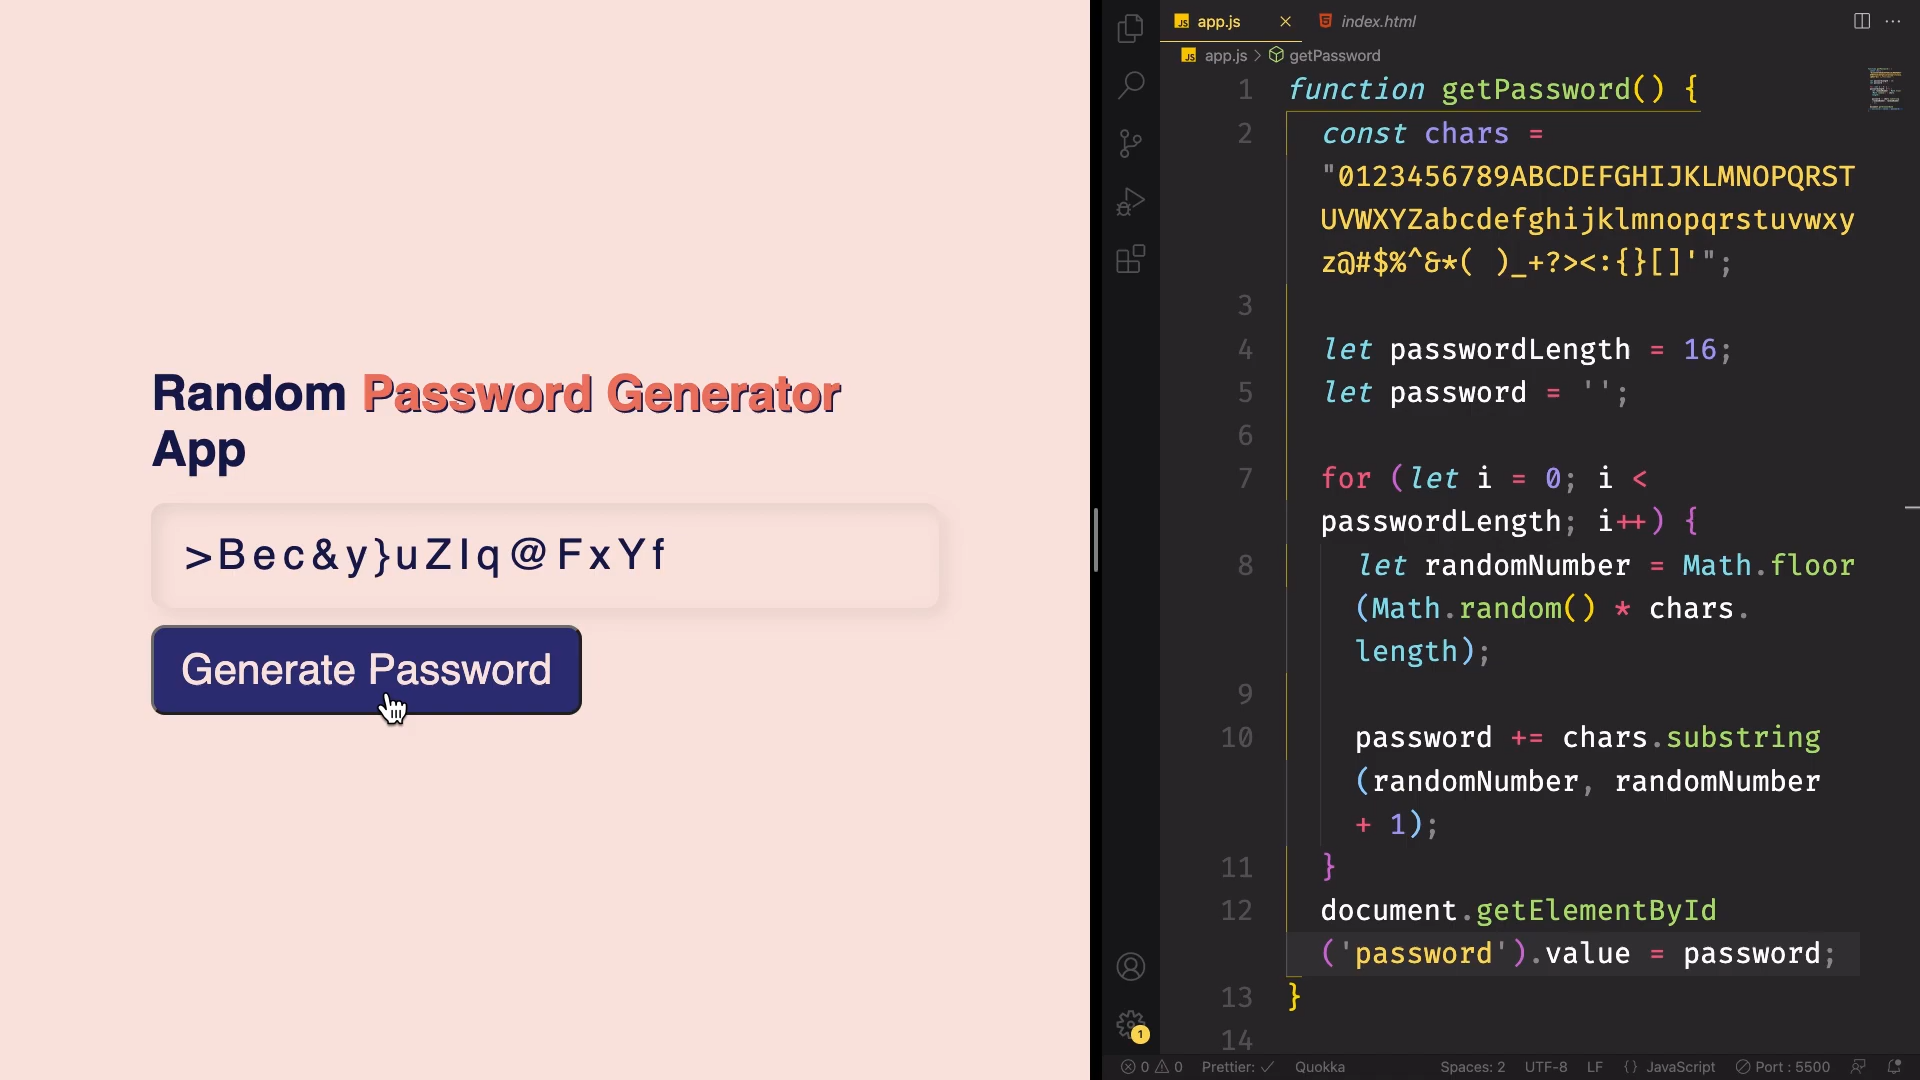 Random Password Generator
App
>Bec&y}uZIq@FxYf
Generate Password
app.js
index.html
app.js > getPassword
1 function getPassword() {
2 const chars =
"0123456789ABCDEFGHIJKLMNOPQRST
UVWXYZabcdefghijklmnopqrstuvwxy
z@#$%^&*( )_+?><:{}[]'";
3
4 let passwordLength = 16;
5 let password = '';
6
7 for (let i = 0; i <
passwordLength; i++) {
8 let randomNumber = Math.floor
(Math.random() * chars.
length);
9
10 password += chars.substring
(randomNumber, randomNumber
+ 1);
11 }
12 document.getElementById
('password').value = password;
13 }
14
1
0 0 Prettier: ✓ Quokka Spaces: 2 UTF-8 LF {} JavaScript Port : 5500